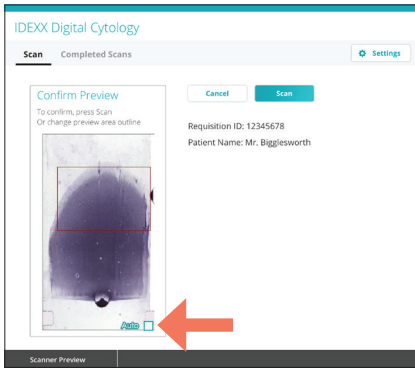 IDEXX Digital Cytology
Scan
Completed Scans
Settings
Confirm Preview
To confirm, press Scan
Or change preview area outline
Auto
Cancel
Scan
Requisition ID: 12345678
Patient Name: Mr. Bigglesworth
Scanner Preview